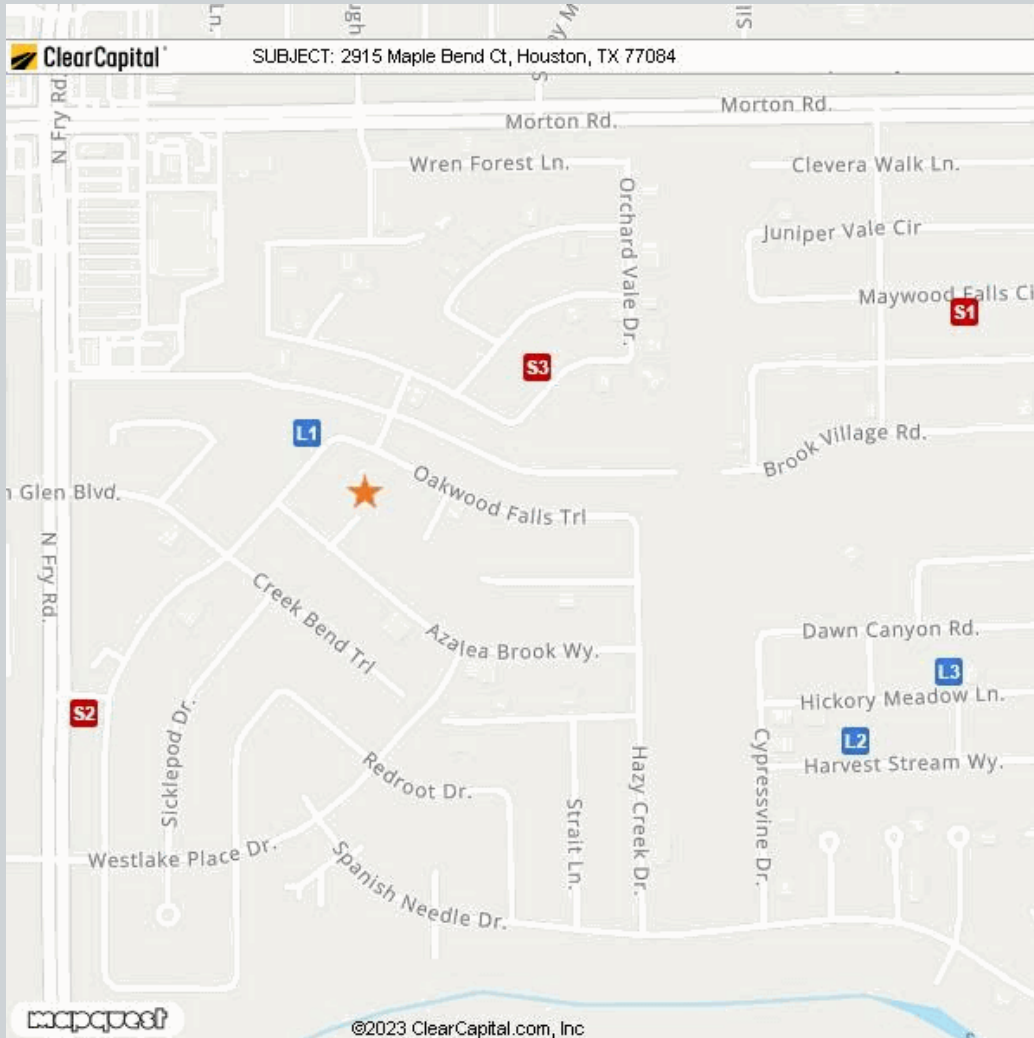 Ln.
ClearCapital
SUBJECT: 2915 Maple Bend Ct, Houston, TX 77084
N Fry Rd.
Morton Rd.
Morton Rd.
Wren Forest Ln.
Clevera Walk Ln.
Orchard Vale Dr.
Juniper Vale Cir
Maywood Falls Ci
S1
S3
L1
Brook Village Rd.
Oakwood Falls Trl
n Glen Blvd.
N Fry Rd.
Creek Bend Trl
Azalea Brook Wy.
Dawn Canyon Rd.
L3
Hickory Meadow Ln.
S2
L2
Harvest Stream Wy.
Sicklepod Dr.
Redroot Dr.
Hazy Creek Dr.
Cypressvine Dr.
Strait Ln.
Westlake Place Dr.
Spanish Needle Dr.
mapquest
©2023 ClearCapital.com, Inc